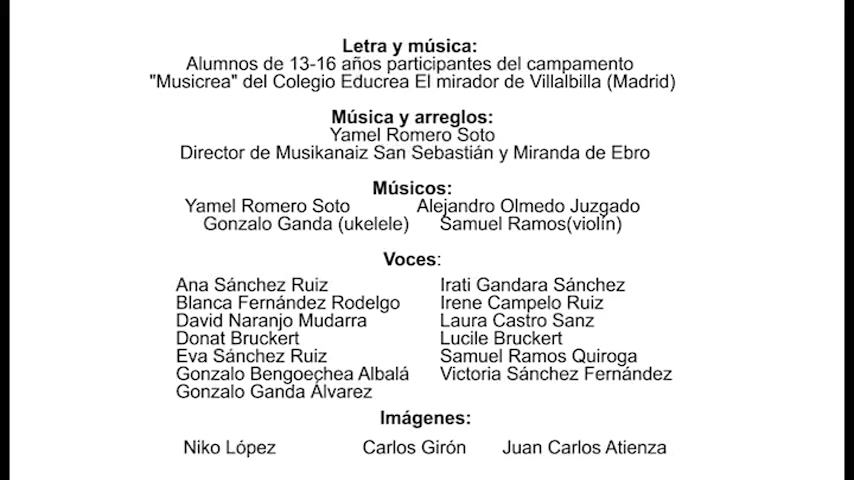 Letra y música:
Alumnos de 13-16 años participantes del campamento
"Musicrea" del Colegio Educrea El mirador de Villalbilla (Madrid)
Música y arreglos:
Yamel Romero Soto
Director de Musikanaiz San Sebastián y Miranda de Ebro
Músicos:
Yamel Romero Soto Alejandro Olmedo Juzgado
Gonzalo Ganda (ukelele) Samuel Ramos(violín)
Voces:
Ana Sánchez Ruiz Irati Gandara Sánchez
Blanca Fernández Rodelgo Irene Campelo Ruiz
David Naranjo Mudarra Laura Castro Sanz
Donat Bruckert Lucile Bruckert
Eva Sánchez Ruiz Samuel Ramos Quiroga
Gonzalo Bengoechea Albalá Victoria Sánchez Fernández
Gonzalo Ganda Álvarez
Imágenes:
Niko López Carlos Girón Juan Carlos Atienza